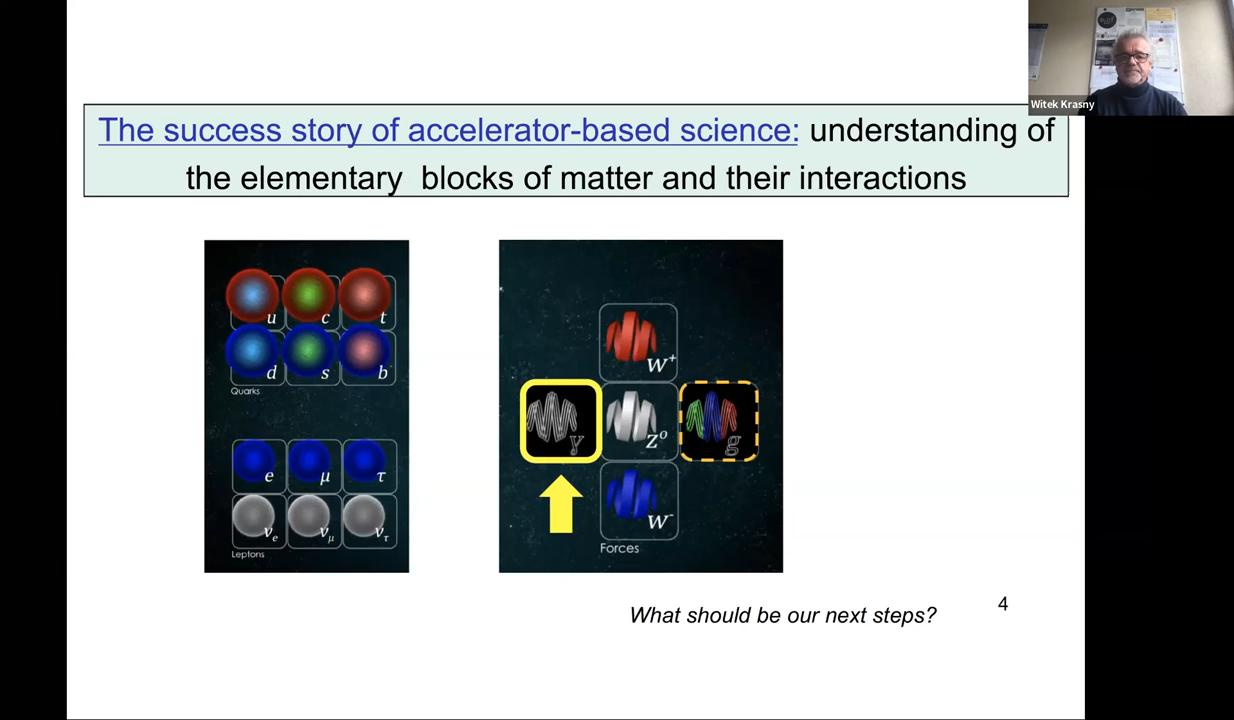 Witek Krasny
The success story of accelerator-based science: understanding of
the elementary blocks of matter and their interactions
u c t
d s b
Quarks
e μ τ
νe νμ ντ
Leptons
W+
γ Z0 g
W-
Forces
What should be our next steps?
4